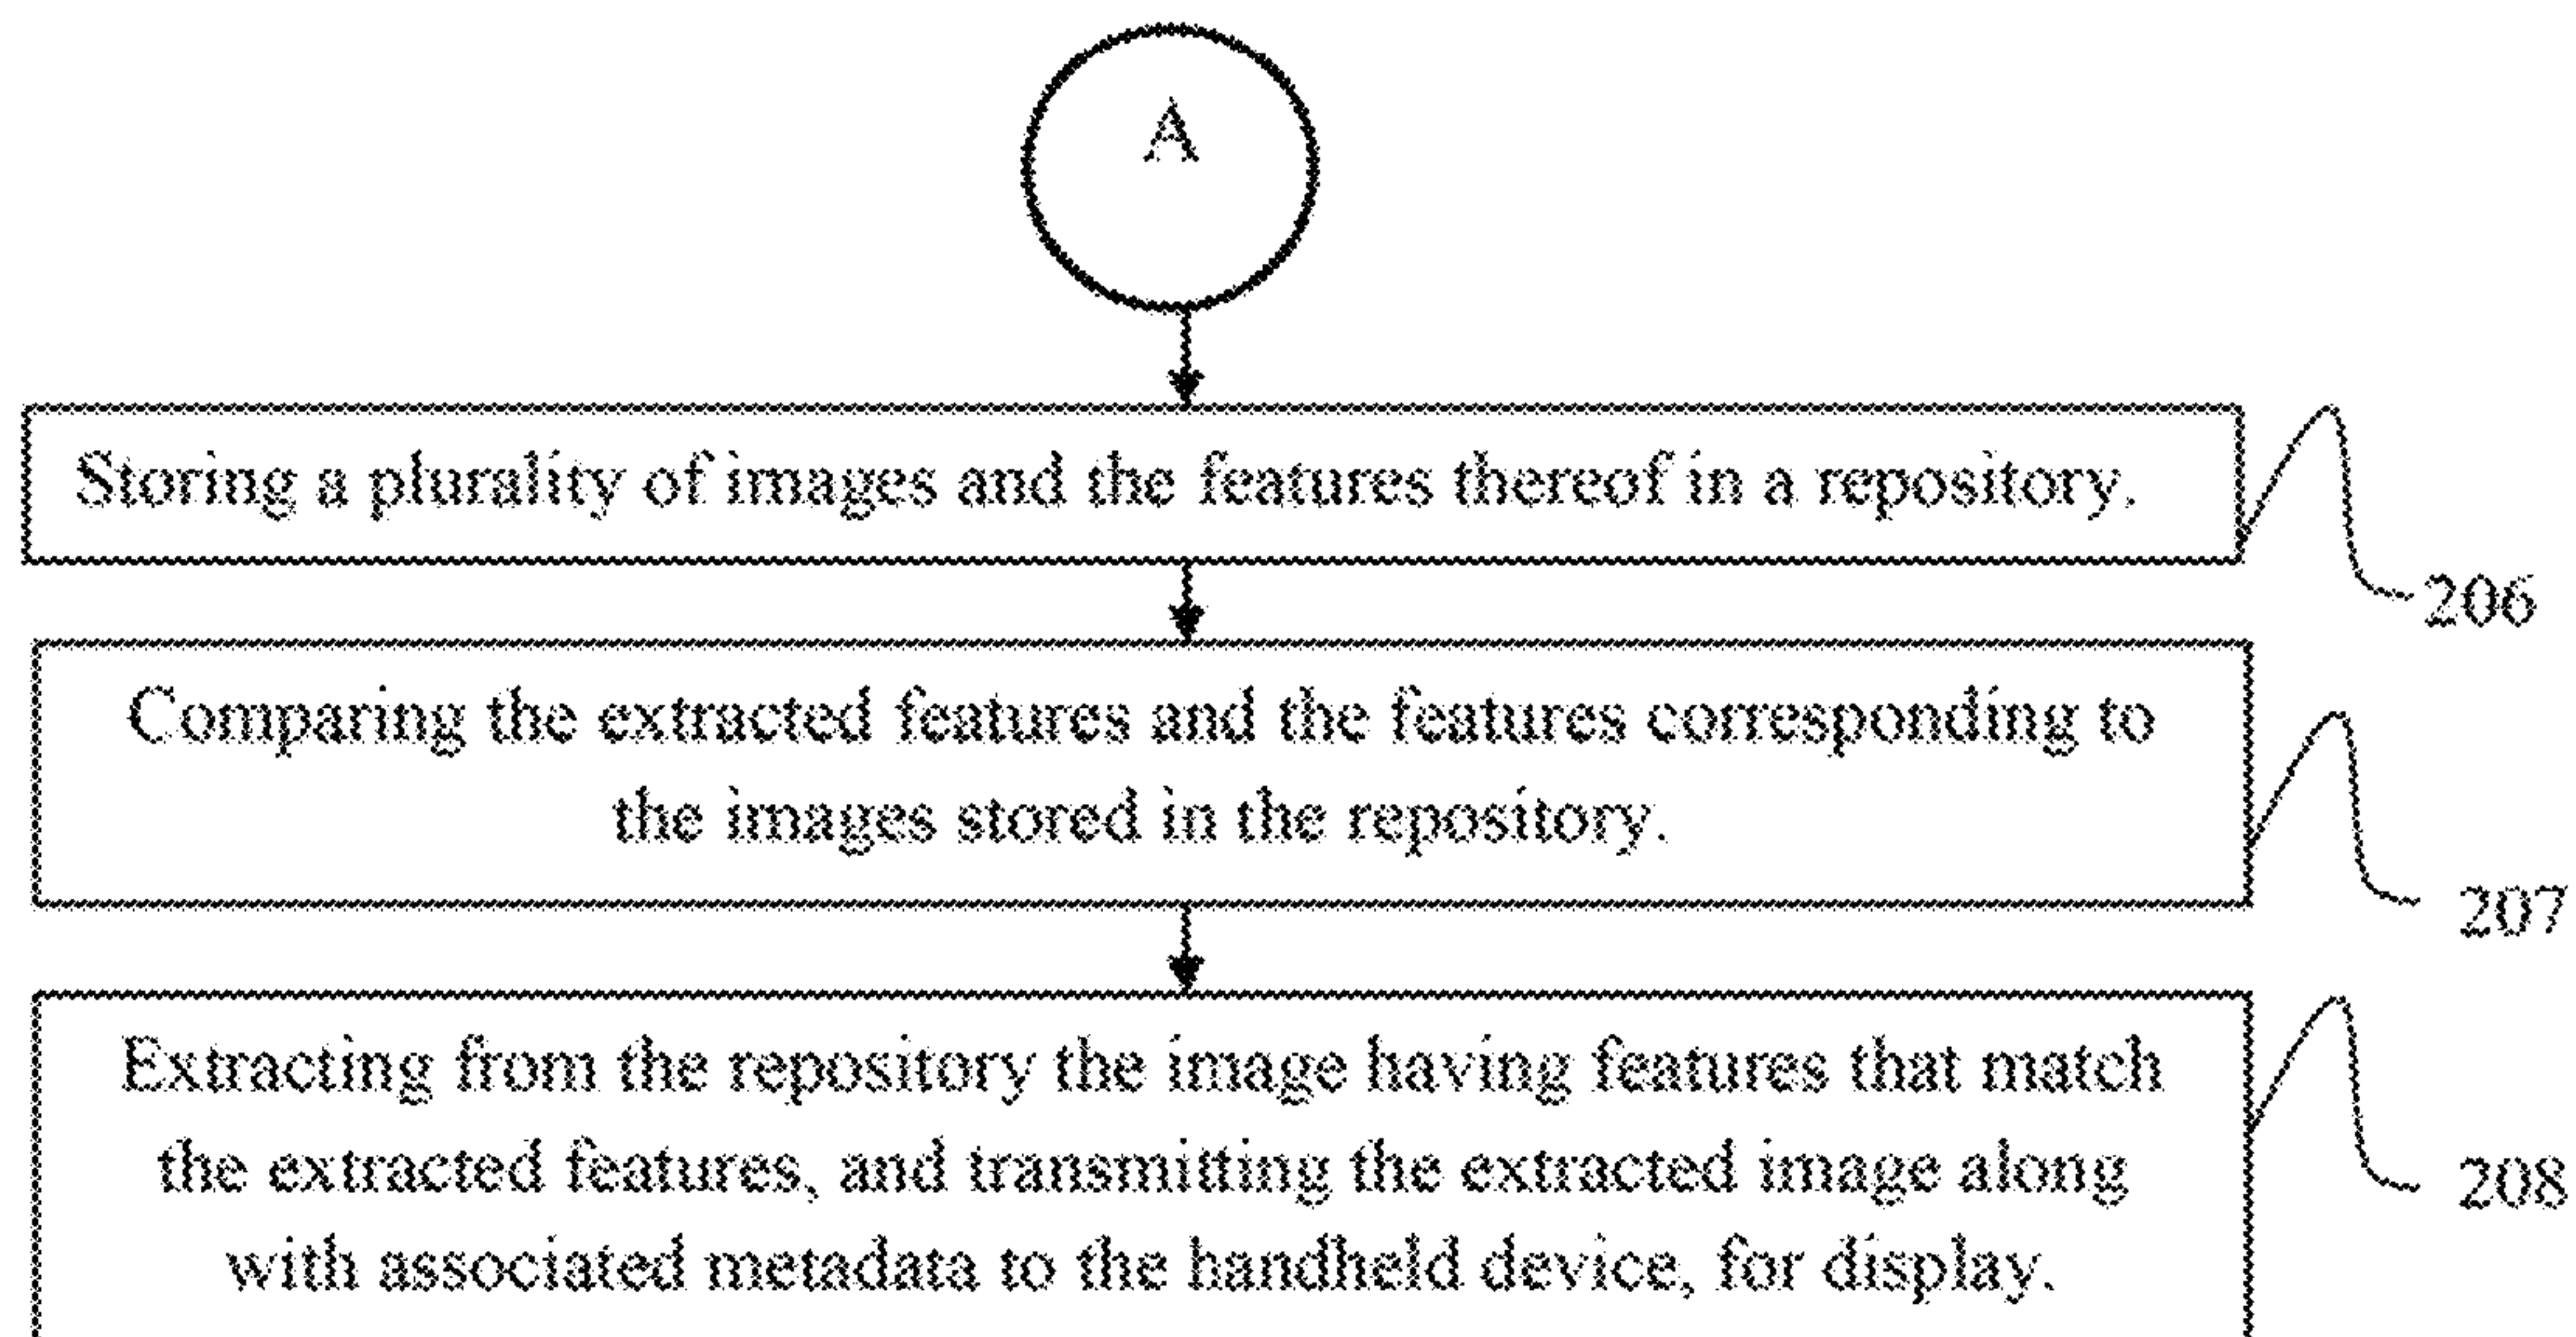 A
Storing a plurality of images and the features thereof in a repository.
206
Comparing the extracted features and the features corresponding to
the images stored in the repository.
207
Extracting from the repository the image having features that match
the extracted features, and transmitting the extracted image along
with associated metadata to the handheld device, for display.
208